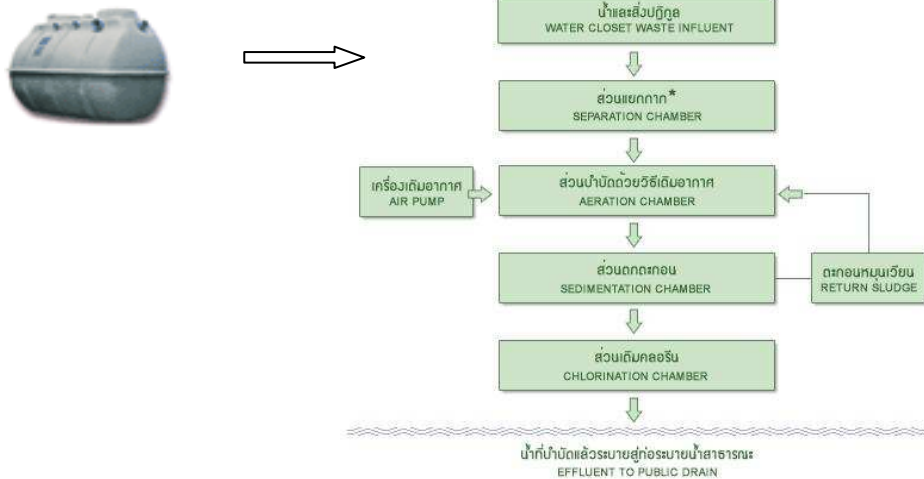 น้ำและสิ่งปฏิกูล
WATER CLOSET WASTE INFLUENT
ส่วนแยกกาก*
SEPARATION CHAMBER
เครื่องเติมอากาศ
AIR PUMP
ส่วนบำบัดด้วยวิธีเติมอากาศ
AERATION CHAMBER
ส่วนตกตะกอน
SEDIMENTATION CHAMBER
ตะกอนหมุนเวียน
RETURN SLUDGE
ส่วนเติมคลอรีน
CHLORINATION CHAMBER
น้ำที่บำบัดแล้วระบายสู่ท่อระบายน้ำสาธารณะ
EFFLUENT TO PUBLIC DRAIN